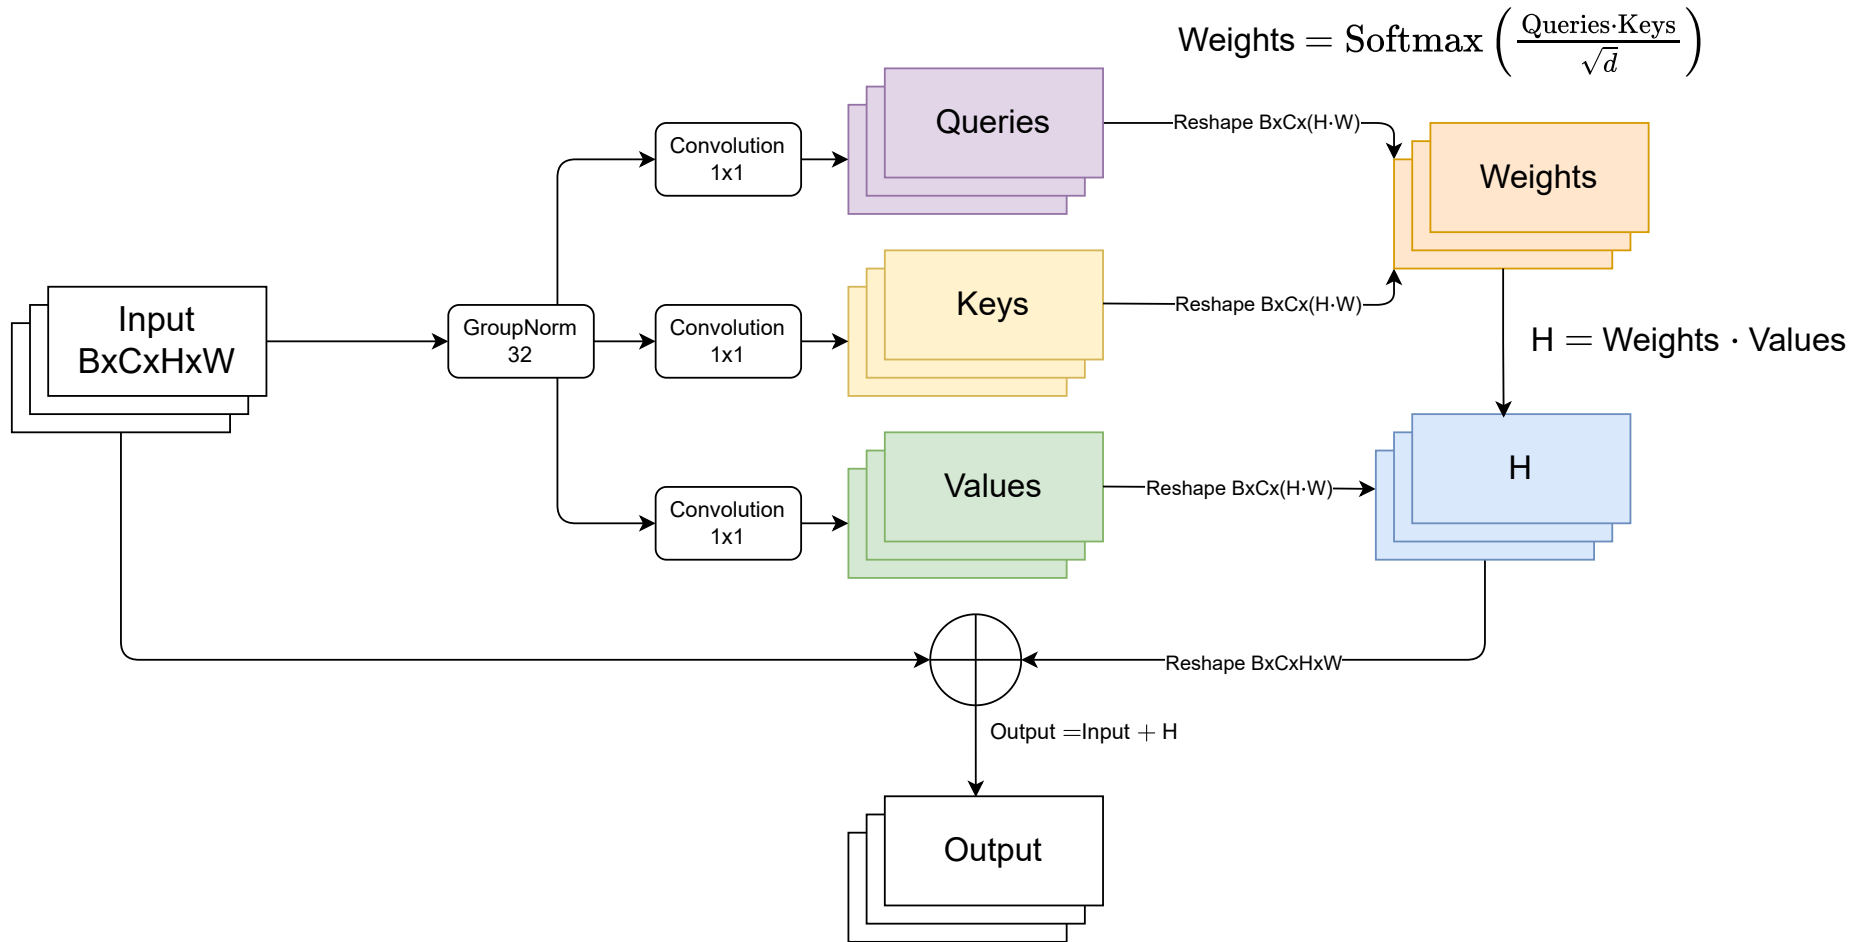 Weights = Softmax ( Queries·Keys / √d )
Queries
Reshape BxCx(H·W)
Convolution
1x1
Weights
Keys
Reshape BxCx(H·W)
Input
BxCxHxW
GroupNorm
32
Convolution
1x1
H = Weights · Values
Values
Reshape BxCx(H·W)
H
Convolution
1x1
Reshape BxCxHxW
Output =Input + H
Output